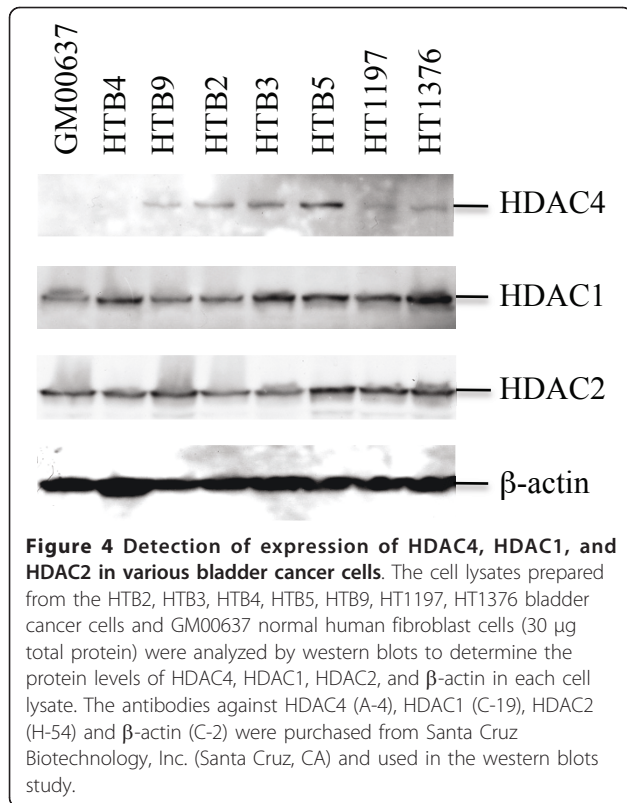 GM00637
HTB4
HTB9
HTB2
HTB3
HTB5
HT1197
HT1376
HDAC4
HDAC1
HDAC2
β-actin
Figure 4 Detection of expression of HDAC4, HDAC1, and
HDAC2 in various bladder cancer cells. The cell lysates prepared
from the HTB2, HTB3, HTB4, HTB5, HTB9, HT1197, HT1376 bladder
cancer cells and GM00637 normal human fibroblast cells (30 μg
total protein) were analyzed by western blots to determine the
protein levels of HDAC4, HDAC1, HDAC2, and β-actin in each cell
lysate. The antibodies against HDAC4 (A-4), HDAC1 (C-19), HDAC2
(H-54) and β-actin (C-2) were purchased from Santa Cruz
Biotechnology, Inc. (Santa Cruz, CA) and used in the western blots
study.